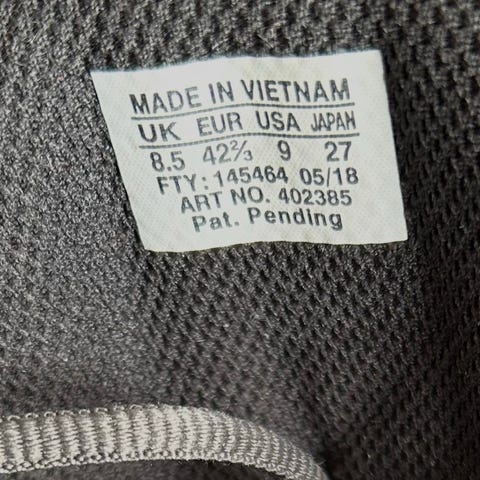 MADE IN VIETNAM
UK EUR USA JAPAN
8.5 42⅔ 9 27
FTY: 145464 05/18
ART NO. 402385
Pat. Pending